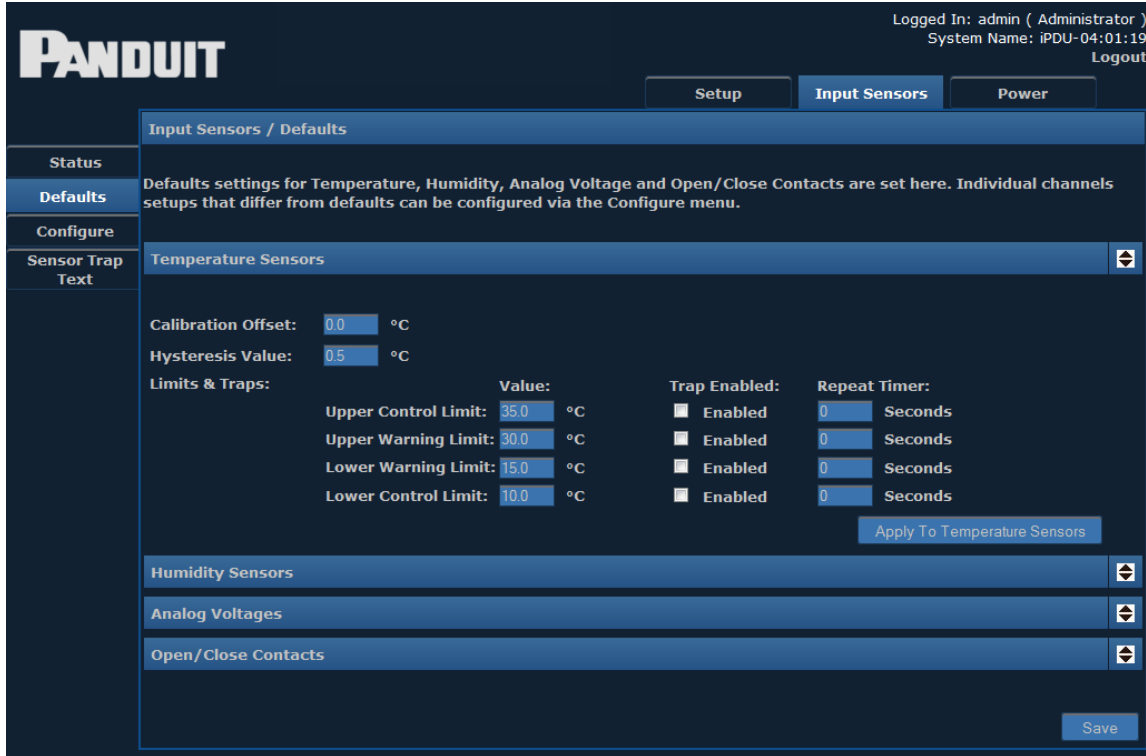 Logged In: admin ( Administrator )
System Name: iPDU-04:01:19
Logout
PANDUIT
Setup
Input Sensors
Power
Input Sensors / Defaults
Status
Defaults
Configure
Sensor Trap
Text
Defaults settings for Temperature, Humidity, Analog Voltage and Open/Close Contacts are set here. Individual channels
setups that differ from defaults can be configured via the Configure menu.
Temperature Sensors
Calibration Offset: 0.0 °C
Hysteresis Value: 0.5 °C
Limits & Traps: Value: Trap Enabled: Repeat Timer:
Upper Control Limit: 35.0 °C Enabled 0 Seconds
Upper Warning Limit: 30.0 °C Enabled 0 Seconds
Lower Warning Limit: 15.0 °C Enabled 0 Seconds
Lower Control Limit: 10.0 °C Enabled 0 Seconds
Apply To Temperature Sensors
Humidity Sensors
Analog Voltages
Open/Close Contacts
Save